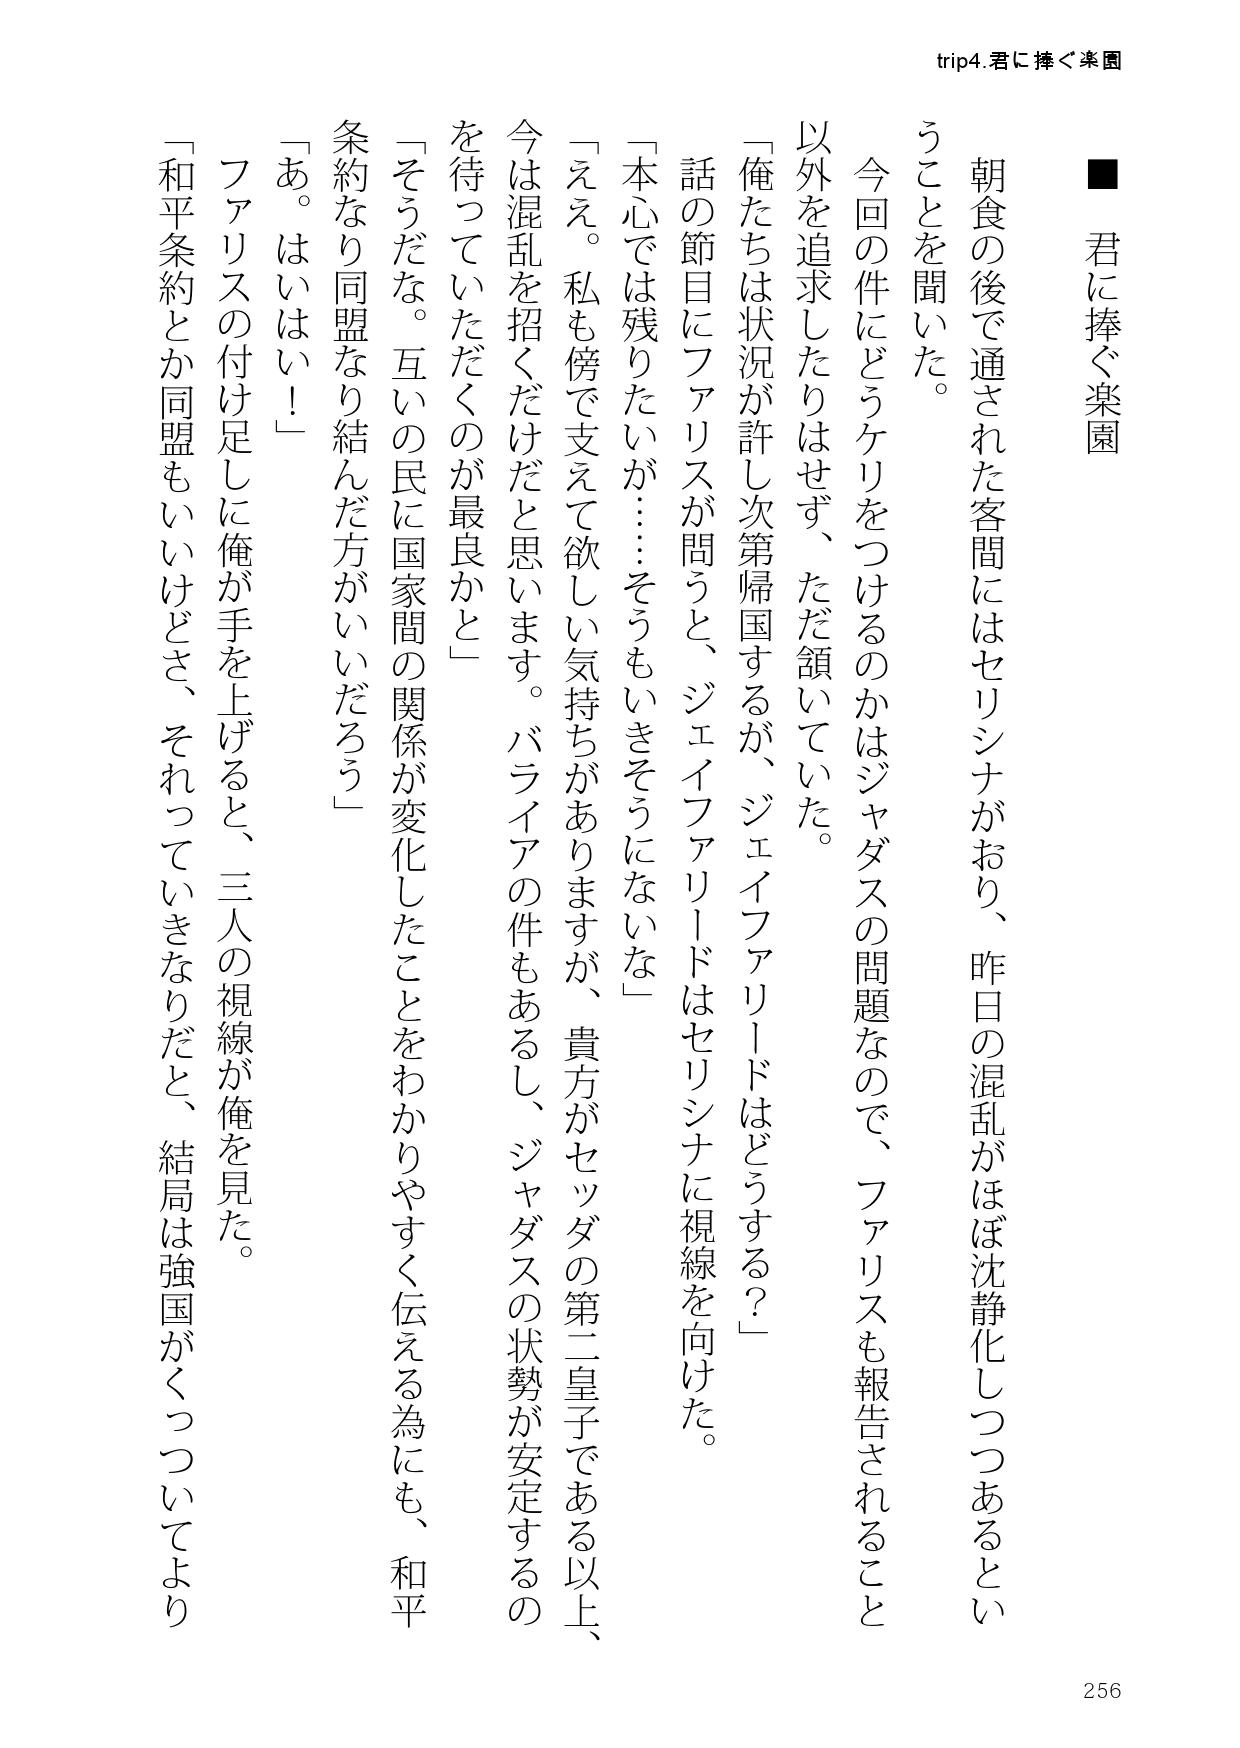 trip4.君に捧ぐ楽園
■　君に捧ぐ楽園
　朝食の後で通された客間にはセリシナがおり、昨日の混乱がほぼ沈静化しつつあるとい
うことを聞いた。
　今回の件にどうケリをつけるのかはジャダスの問題なので、ファリスも報告されること
以外を追求したりはせず、ただ頷いていた。
「俺たちは状況が許し次第帰国するが、ジェイファリードはどうする？」
　話の節目にファリスが問うと、ジェイファリードはセリシナに視線を向けた。
「本心では残りたいが……そうもいきそうにないな」
「ええ。私も傍で支えて欲しい気持ちがありますが、貴方がセッダの第二皇子である以上、
今は混乱を招くだけだと思います。バライアの件もあるし、ジャダスの状勢が安定するの
を待っていただくのが最良かと」
「そうだな。互いの民に国家間の関係が変化したことをわかりやすく伝える為にも、和平
条約なり同盟なり結んだ方がいいだろう」
「あ。はいはい！」
　ファリスの付け足しに俺が手を上げると、三人の視線が俺を見た。
「和平条約とか同盟もいいけどさ、それっていきなりだと、結局は強国がくっついてより
256